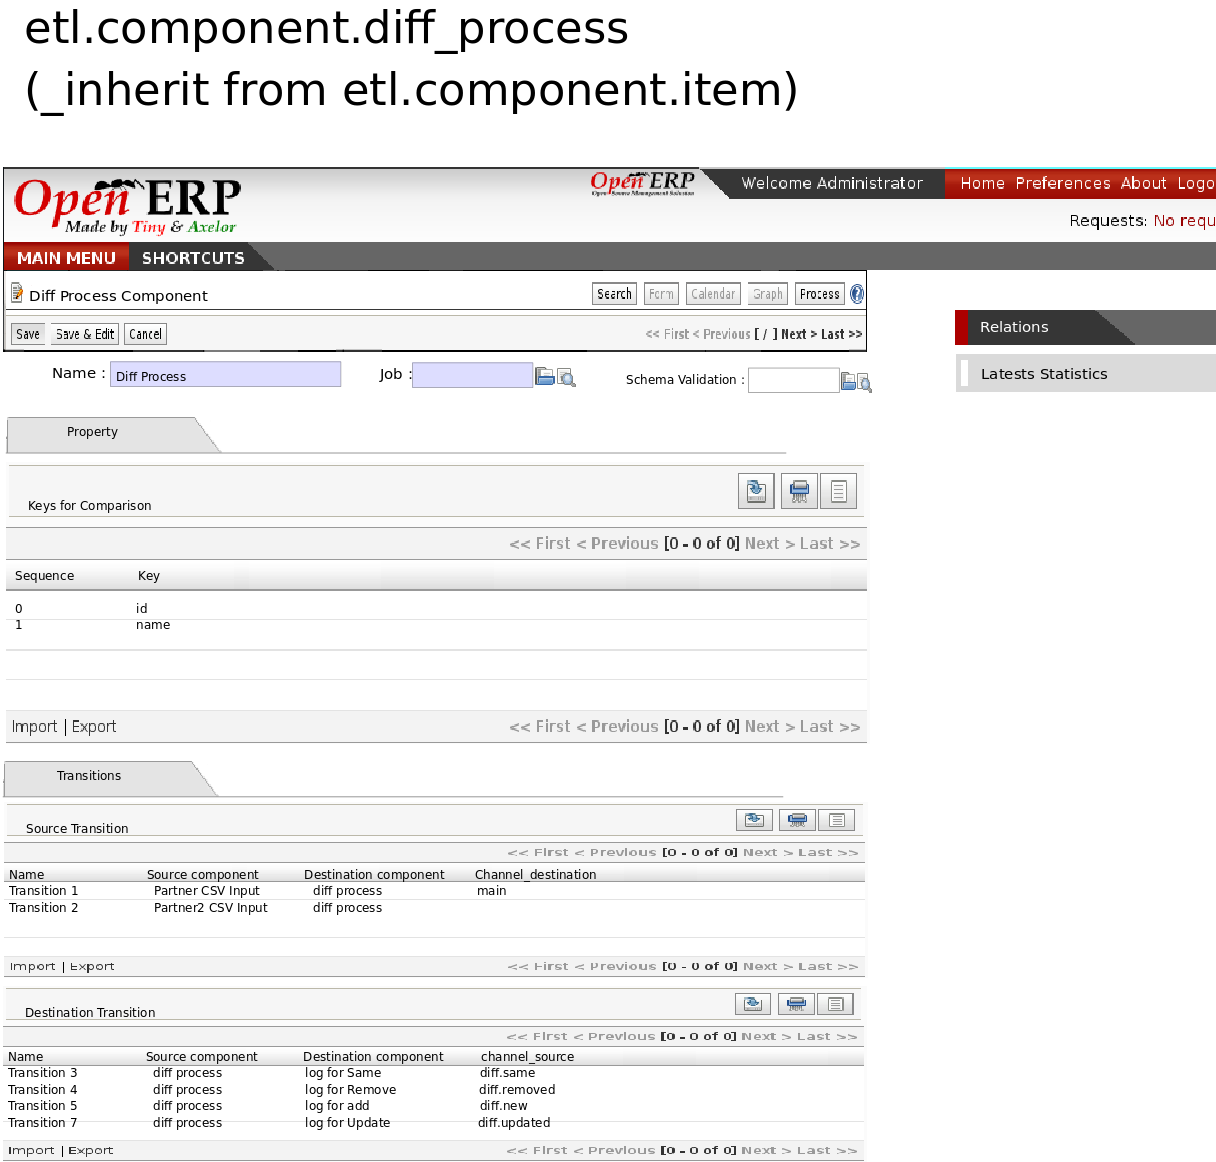 etl.component.diff_process
(_inherit from etl.component.item)
Open ERP
Made by Tiny & Axelor
Open ERP
Open Source Management Solution
Welcome Administrator
Home Preferences About Logo
Requests: No requ
MAIN MENU SHORTCUTS
Diff Process Component
Search Form Calendar Graph Process ?
Save Save & Edit Cancel
<< First < Previous [ / ] Next > Last >>
Relations
Latests Statistics
Name : Diff Process Job : Schema Validation :
Property
Keys for Comparison
<< First < Previous [0 - 0 of 0] Next > Last >>
Sequence Key
0 id
1 name
Import | Export << First < Previous [0 - 0 of 0] Next > Last >>
Transitions
Source Transition
<< First < Previous [0 - 0 of 0] Next > Last >>
Name Source component Destination component Channel_destination
Transition 1 Partner CSV Input diff process main
Transition 2 Partner2 CSV Input diff process
Import | Export << First < Previous [0 - 0 of 0] Next > Last >>
Destination Transition
<< First < Previous [0 - 0 of 0] Next > Last >>
Name Source component Destination component channel_source
Transition 3 diff process log for Same diff.same
Transition 4 diff process log for Remove diff.removed
Transition 5 diff process log for add diff.new
Transition 7 diff process log for Update diff.updated
Import | Export << First < Previous [0 - 0 of 0] Next > Last >>